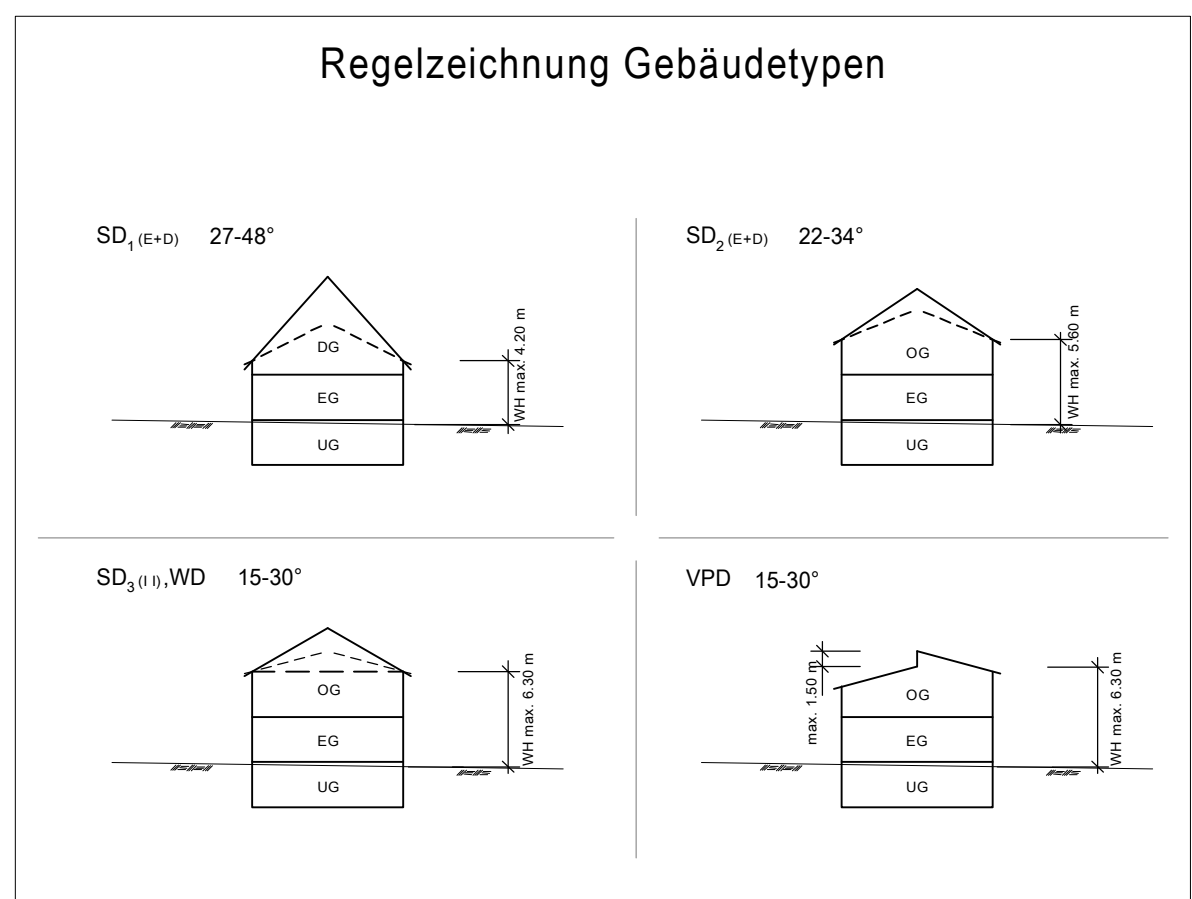 Regelzeichnung Gebäudetypen
SD1 (E+D) 27-48°
DG
EG
UG
WH max. 4.20 m
SD2 (E+D) 22-34°
OG
EG
UG
WH max. 5.60 m
SD3 (I I) ,WD 15-30°
OG
EG
UG
WH max. 6.30 m
VPD 15-30°
max. 1.50 m
OG
EG
UG
WH max. 6.30 m